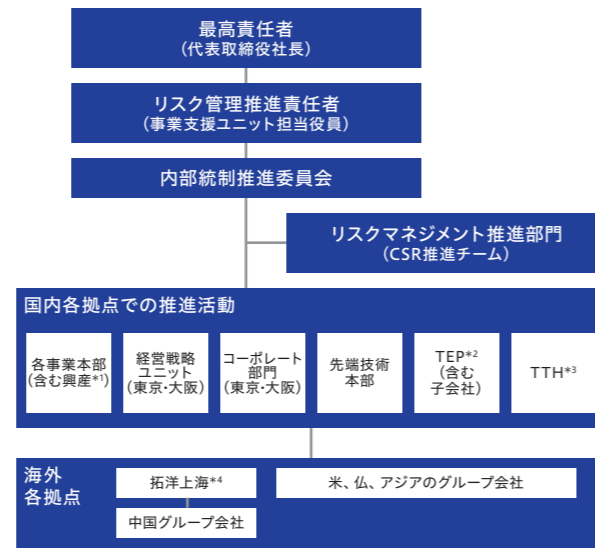 最高責任者
（代表取締役社長）
リスク管理推進責任者
（事業支援ユニット担当役員）
内部統制推進委員会
リスクマネジメント推進部門
（CSR推進チーム）
国内各拠点での推進活動
各事業本部
（含む興産*1）
経営戦略
ユニット
（東京・大阪）
コーポレート
部門
（東京・大阪）
先端技術
本部
TEP*2
（含む
子会社）
TTH*3
海外
各拠点
拓洋上海*4
中国グループ会社
米、仏、アジアのグループ会社